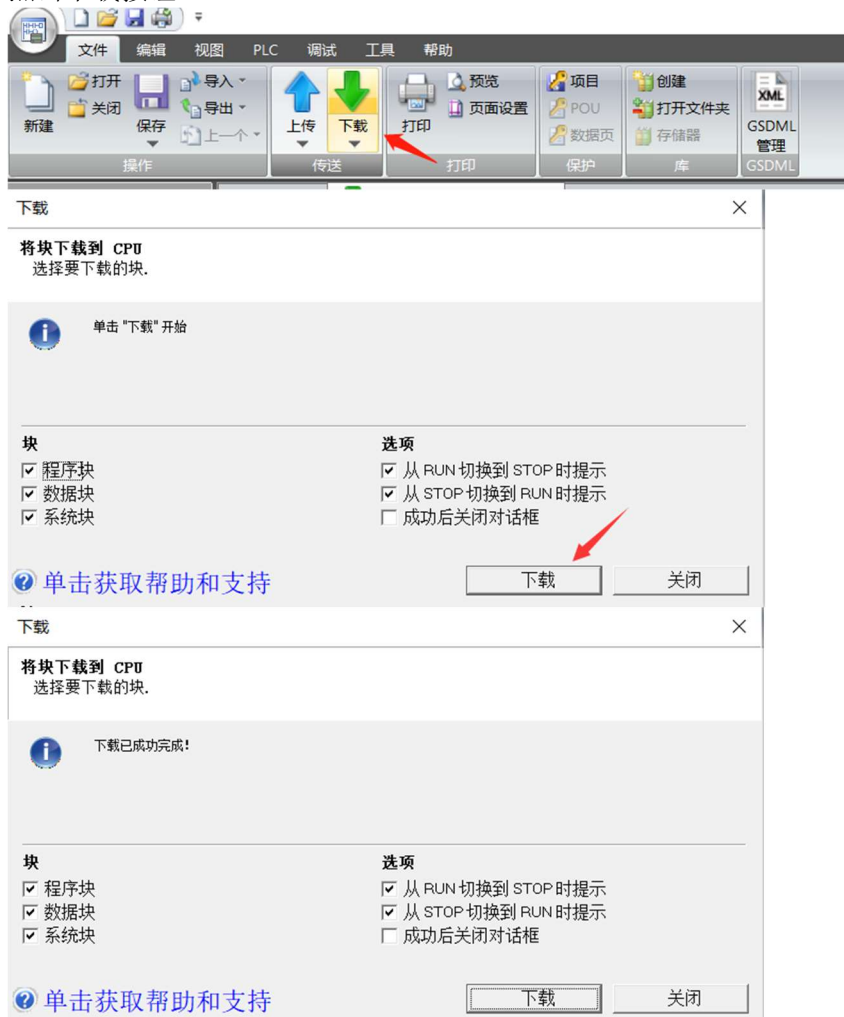 文件 编辑 视图 PLC 调试 工具 帮助
新建 打开 关闭 保存 导入 导出 上一个
上传 下载
打印 预览 页面设置
项目 POU 数据页
创建 打开文件夹 存储器
XML
GSDML
管理
操作 传送 打印 保护 库 GSDML
下载
将块下载到 CPU
选择要下载的块.
单击 "下载" 开始
块 选项
程序块 从 RUN 切换到 STOP 时提示
数据块 从 STOP 切换到 RUN 时提示
系统块 成功后关闭对话框
单击获取帮助和支持 下载 关闭
下载
将块下载到 CPU
选择要下载的块.
下载已成功完成!
块 选项
程序块 从 RUN 切换到 STOP 时提示
数据块 从 STOP 切换到 RUN 时提示
系统块 成功后关闭对话框
单击获取帮助和支持 下载 关闭